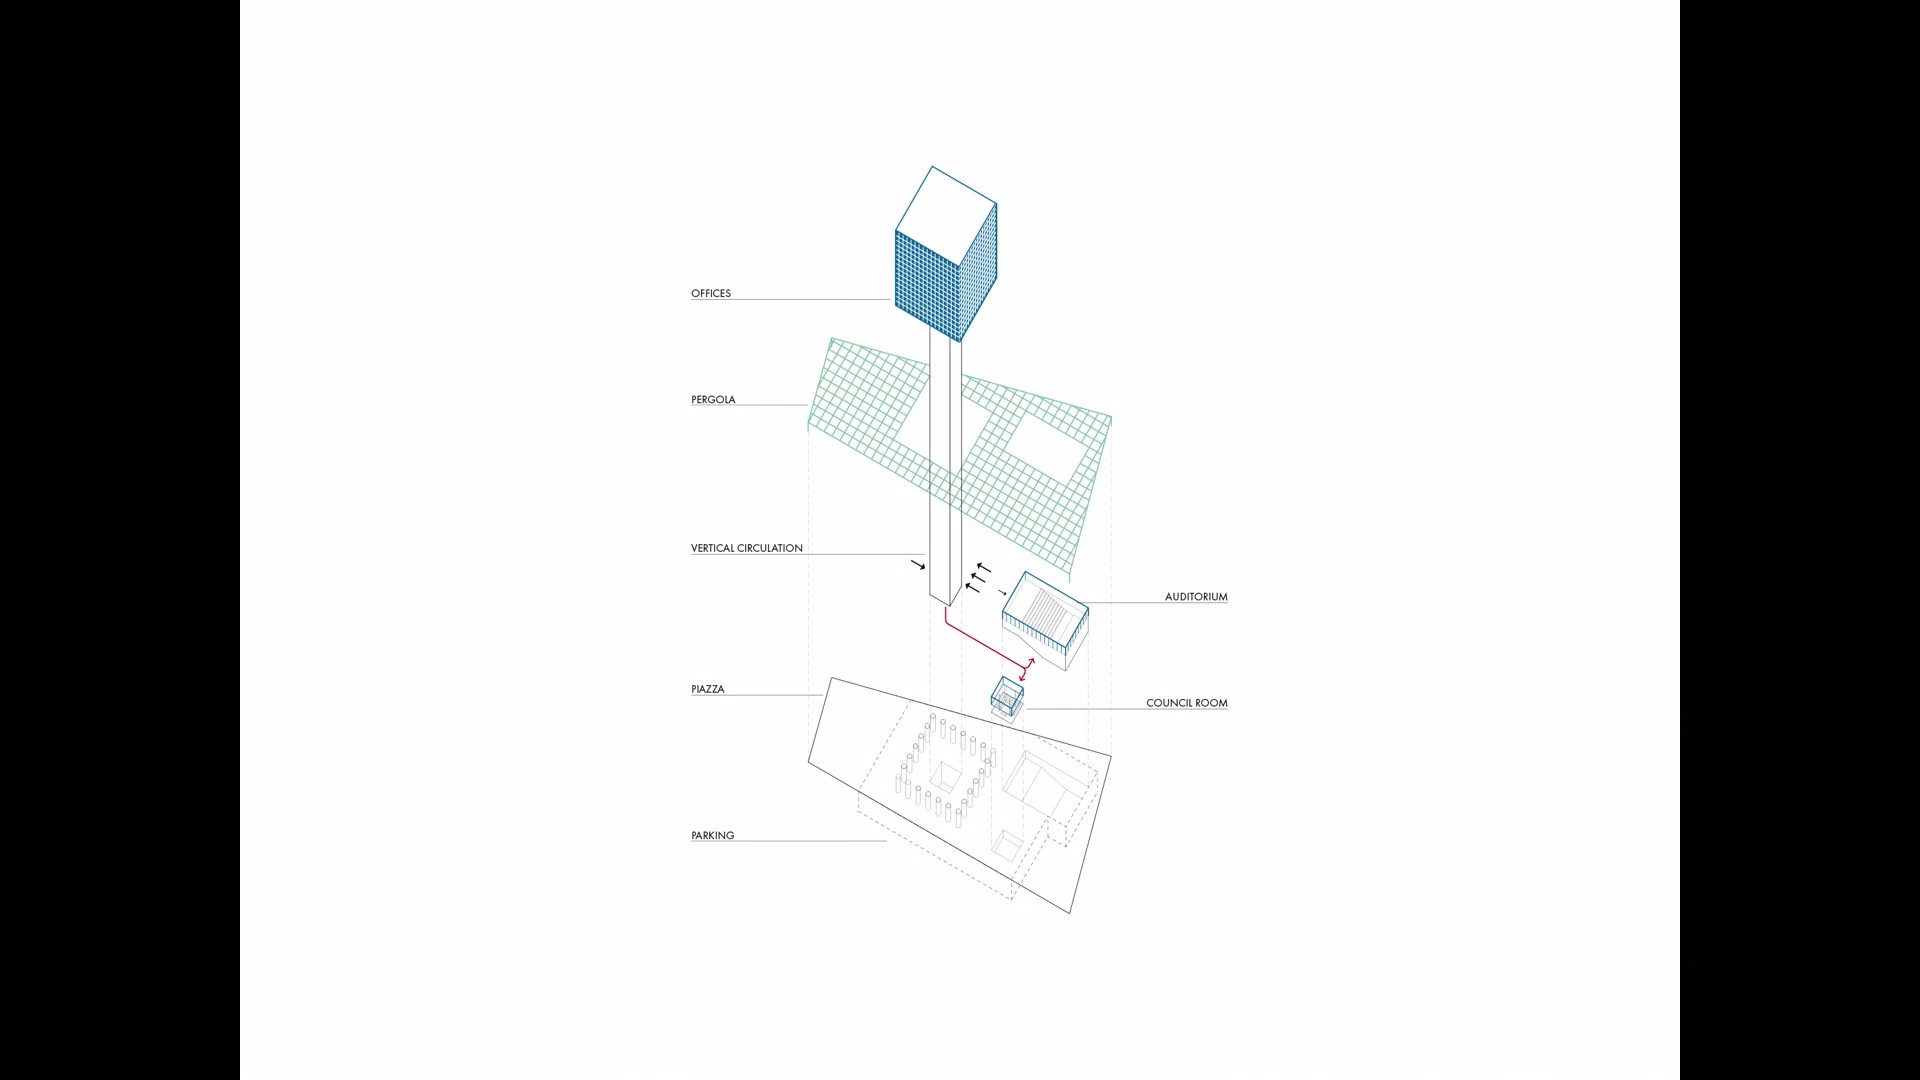 OFFICES
PERGOLA
VERTICAL CIRCULATION
AUDITORIUM
PIAZZA
COUNCIL ROOM
PARKING